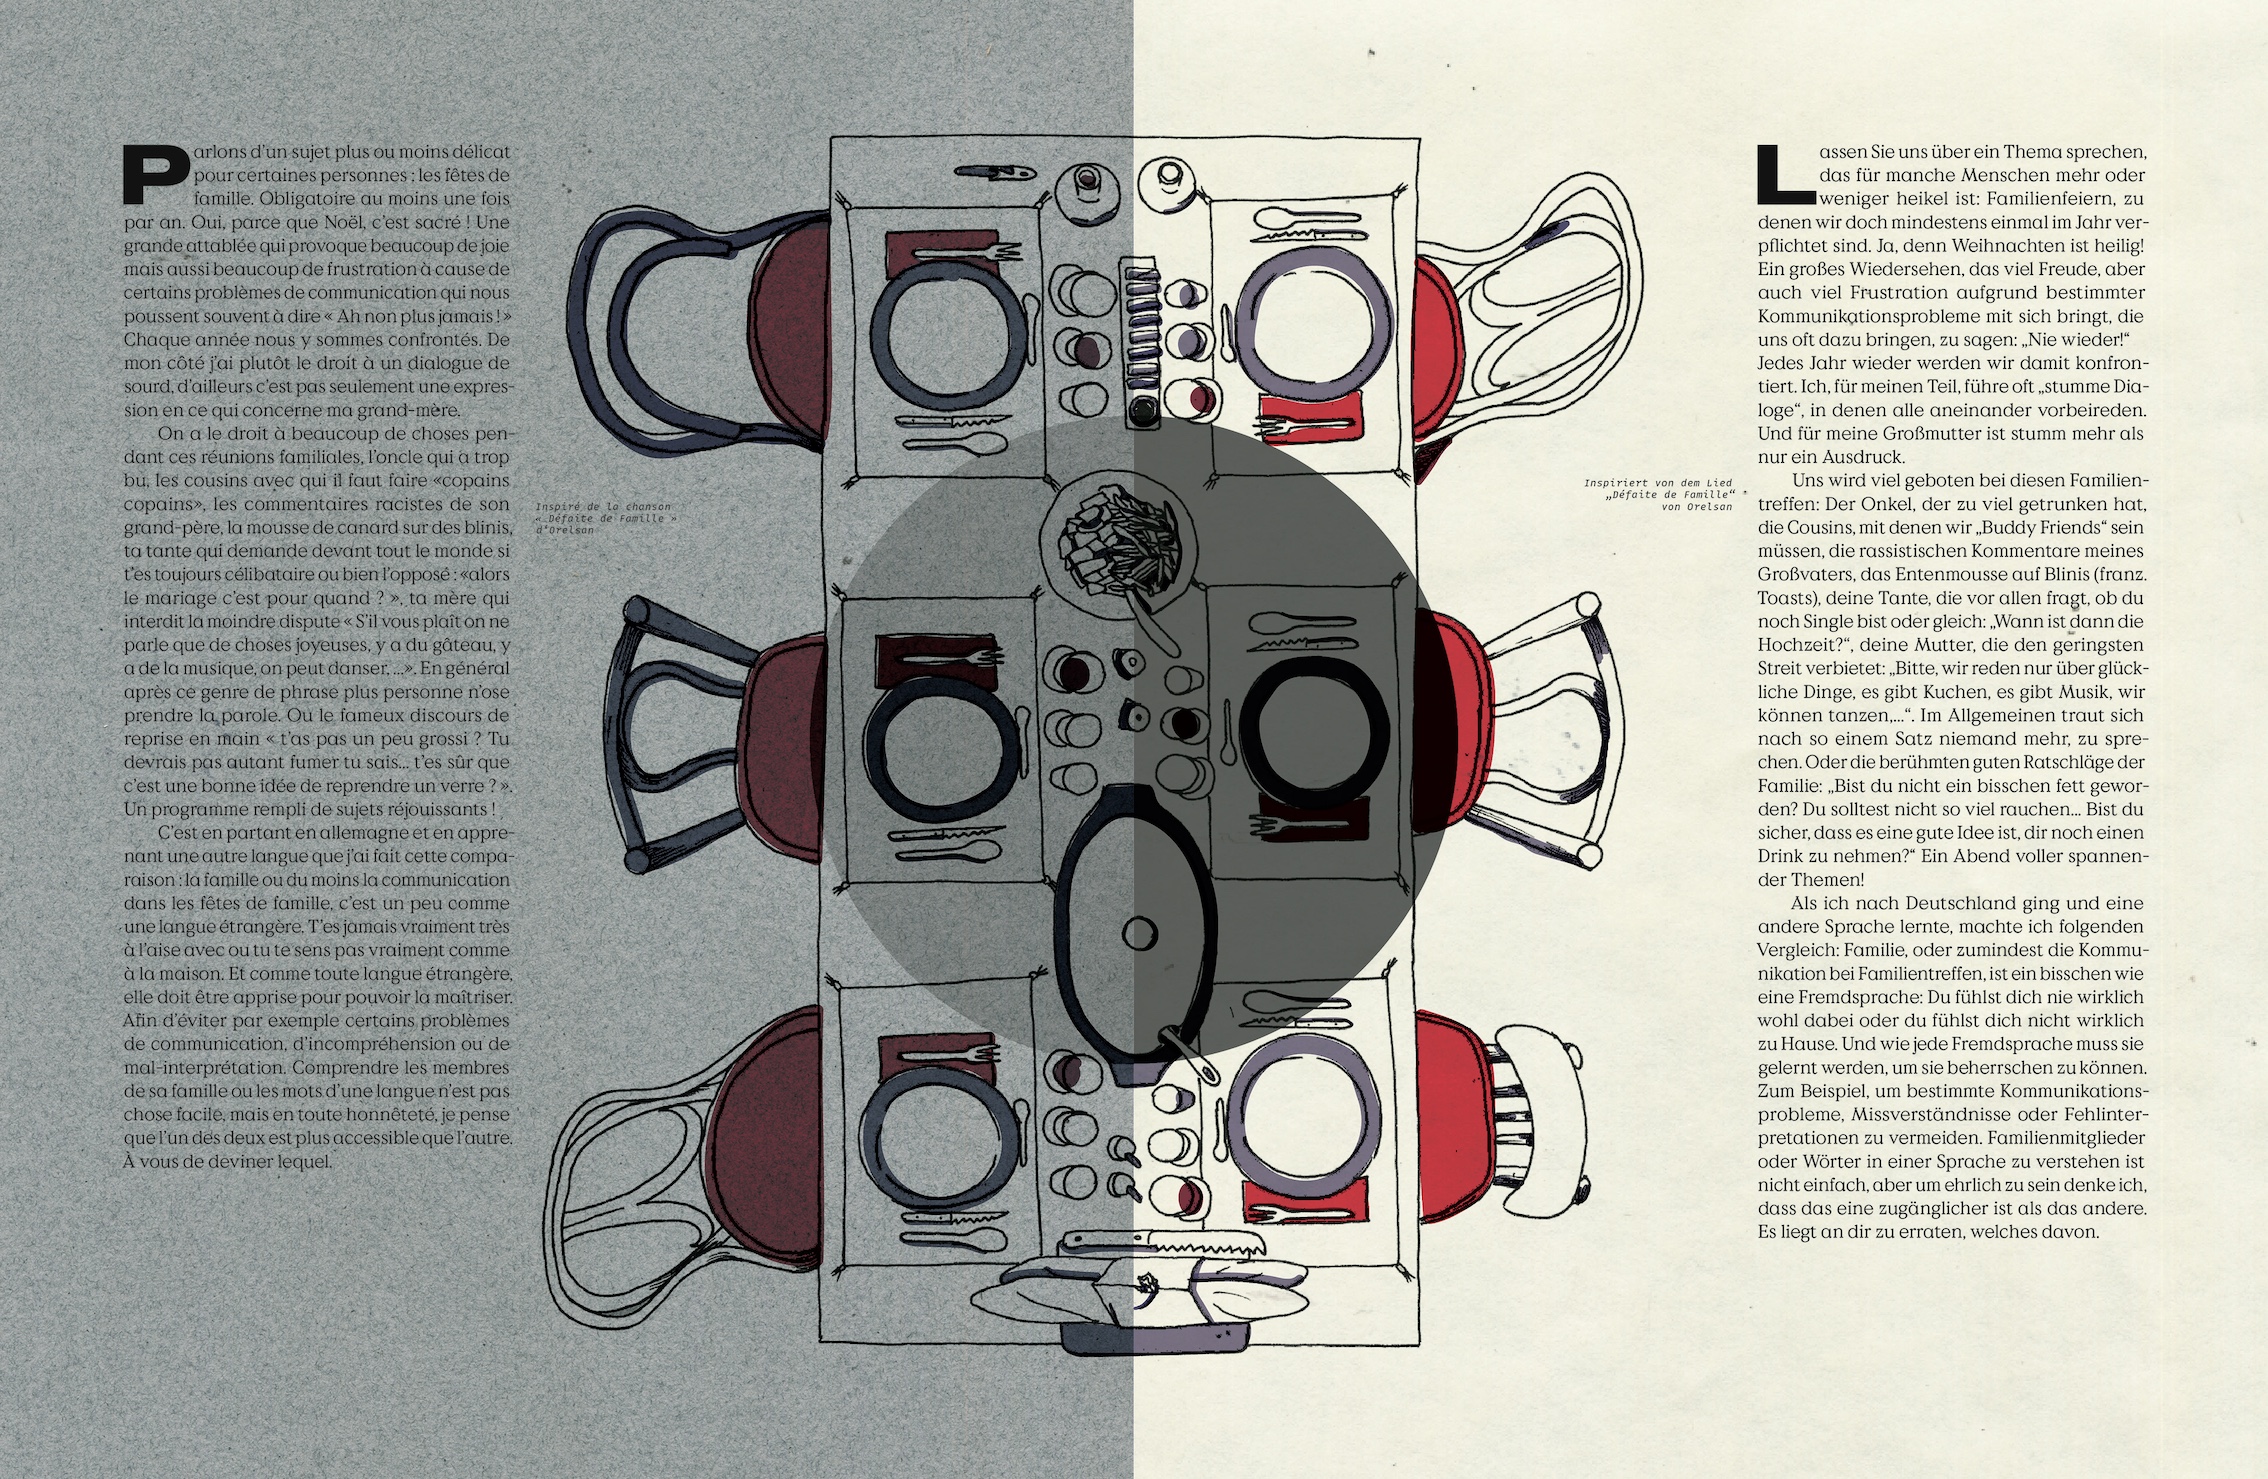 Parlons d'un sujet plus ou moins délicat
pour certaines personnes : les fêtes de
famille. Obligatoire au moins une fois
par an. Oui, parce que Noël, c'est sacré ! Une
grande attablée qui provoque beaucoup de joie
mais aussi beaucoup de frustration à cause de
certains problèmes de communication qui nous
poussent souvent à dire « Ah non plus jamais ! »
Chaque année nous y sommes confrontés. De
mon côté j'ai plutôt le droit à un dialogue de
sourd, d'ailleurs c'est pas seulement une expres-
sion en ce qui concerne ma grand-mère.
On a le droit à beaucoup de choses pen-
dant ces réunions familiales, l'oncle qui a trop
bu, les cousins avec qui il faut faire «copains
copains», les commentaires racistes de son
grand-père, la mousse de canard sur des blinis,
ta tante qui demande devant tout le monde si
t'es toujours célibataire ou bien l'opposé : «alors
le mariage c'est pour quand ? », ta mère qui
interdit la moindre dispute « S'il vous plaît on ne
parle que de choses joyeuses, y a du gâteau, y
a de la musique, on peut danser, ...». En général
après ce genre de phrase plus personne n'ose
prendre la parole. Ou le fameux discours de
reprise en main « t'as pas un peu grossi ? Tu
devrais pas autant fumer tu sais... t'es sûr que
c'est une bonne idée de reprendre un verre ? ».
Un programme rempli de sujets réjouissants !
C'est en partant en allemagne et en appre-
nant une autre langue que j'ai fait cette compa-
raison : la famille ou du moins la communication
dans les fêtes de famille, c'est un peu comme
une langue étrangère. T'es jamais vraiment très
à l'aise avec ou tu te sens pas vraiment comme
à la maison. Et comme toute langue étrangère,
elle doit être apprise pour pouvoir la maîtriser.
Afin d'éviter par exemple certains problèmes
de communication, d'incompréhension ou de
mal-interprétation. Comprendre les membres
de sa famille ou les mots d'une langue n'est pas
chose facile, mais en toute honnêteté, je pense
que l'un des deux est plus accessible que l'autre.
À vous de deviner lequel.
Inspiré de la chanson
« Défaite de Famille »
d'Orelsan
Inspiriert von dem Lied
„Défaite de Famille“
von Orelsan
Lassen Sie uns über ein Thema sprechen,
das für manche Menschen mehr oder
weniger heikel ist: Familienfeiern, zu
denen wir doch mindestens einmal im Jahr ver-
pflichtet sind. Ja, denn Weihnachten ist heilig!
Ein großes Wiedersehen, das viel Freude, aber
auch viel Frustration aufgrund bestimmter
Kommunikationsprobleme mit sich bringt, die
uns oft dazu bringen, zu sagen: „Nie wieder!“
Jedes Jahr wieder werden wir damit konfron-
tiert. Ich, für meinen Teil, führe oft „stumme Dia-
loge“, in denen alle aneinander vorbeireden.
Und für meine Großmutter ist stumm mehr als
nur ein Ausdruck.
Uns wird viel geboten bei diesen Familien-
treffen: Der Onkel, der zu viel getrunken hat,
die Cousins, mit denen wir „Buddy Friends“ sein
müssen, die rassistischen Kommentare meines
Großvaters, das Entenmousse auf Blinis (franz.
Toasts), deine Tante, die vor allen fragt, ob du
noch Single bist oder gleich: „Wann ist dann die
Hochzeit?“, deine Mutter, die den geringsten
Streit verbietet: „Bitte, wir reden nur über glück-
liche Dinge, es gibt Kuchen, es gibt Musik, wir
können tanzen,...“. Im Allgemeinen traut sich
nach so einem Satz niemand mehr, zu spre-
chen. Oder die berühmten guten Ratschläge der
Familie: „Bist du nicht ein bisschen fett gewor-
den? Du solltest nicht so viel rauchen... Bist du
sicher, dass es eine gute Idee ist, dir noch einen
Drink zu nehmen?“ Ein Abend voller spannen-
der Themen!
Als ich nach Deutschland ging und eine
andere Sprache lernte, machte ich folgenden
Vergleich: Familie, oder zumindest die Kommu-
nikation bei Familientreffen, ist ein bisschen wie
eine Fremdsprache: Du fühlst dich nie wirklich
wohl dabei oder du fühlst dich nicht wirklich
zu Hause. Und wie jede Fremdsprache muss sie
gelernt werden, um sie beherrschen zu können.
Zum Beispiel, um bestimmte Kommunikations-
probleme, Missverständnisse oder Fehlinter-
pretationen zu vermeiden. Familienmitglieder
oder Wörter in einer Sprache zu verstehen ist
nicht einfach, aber um ehrlich zu sein denke ich,
dass das eine zugänglicher ist als das andere.
Es liegt an dir zu erraten, welches davon.